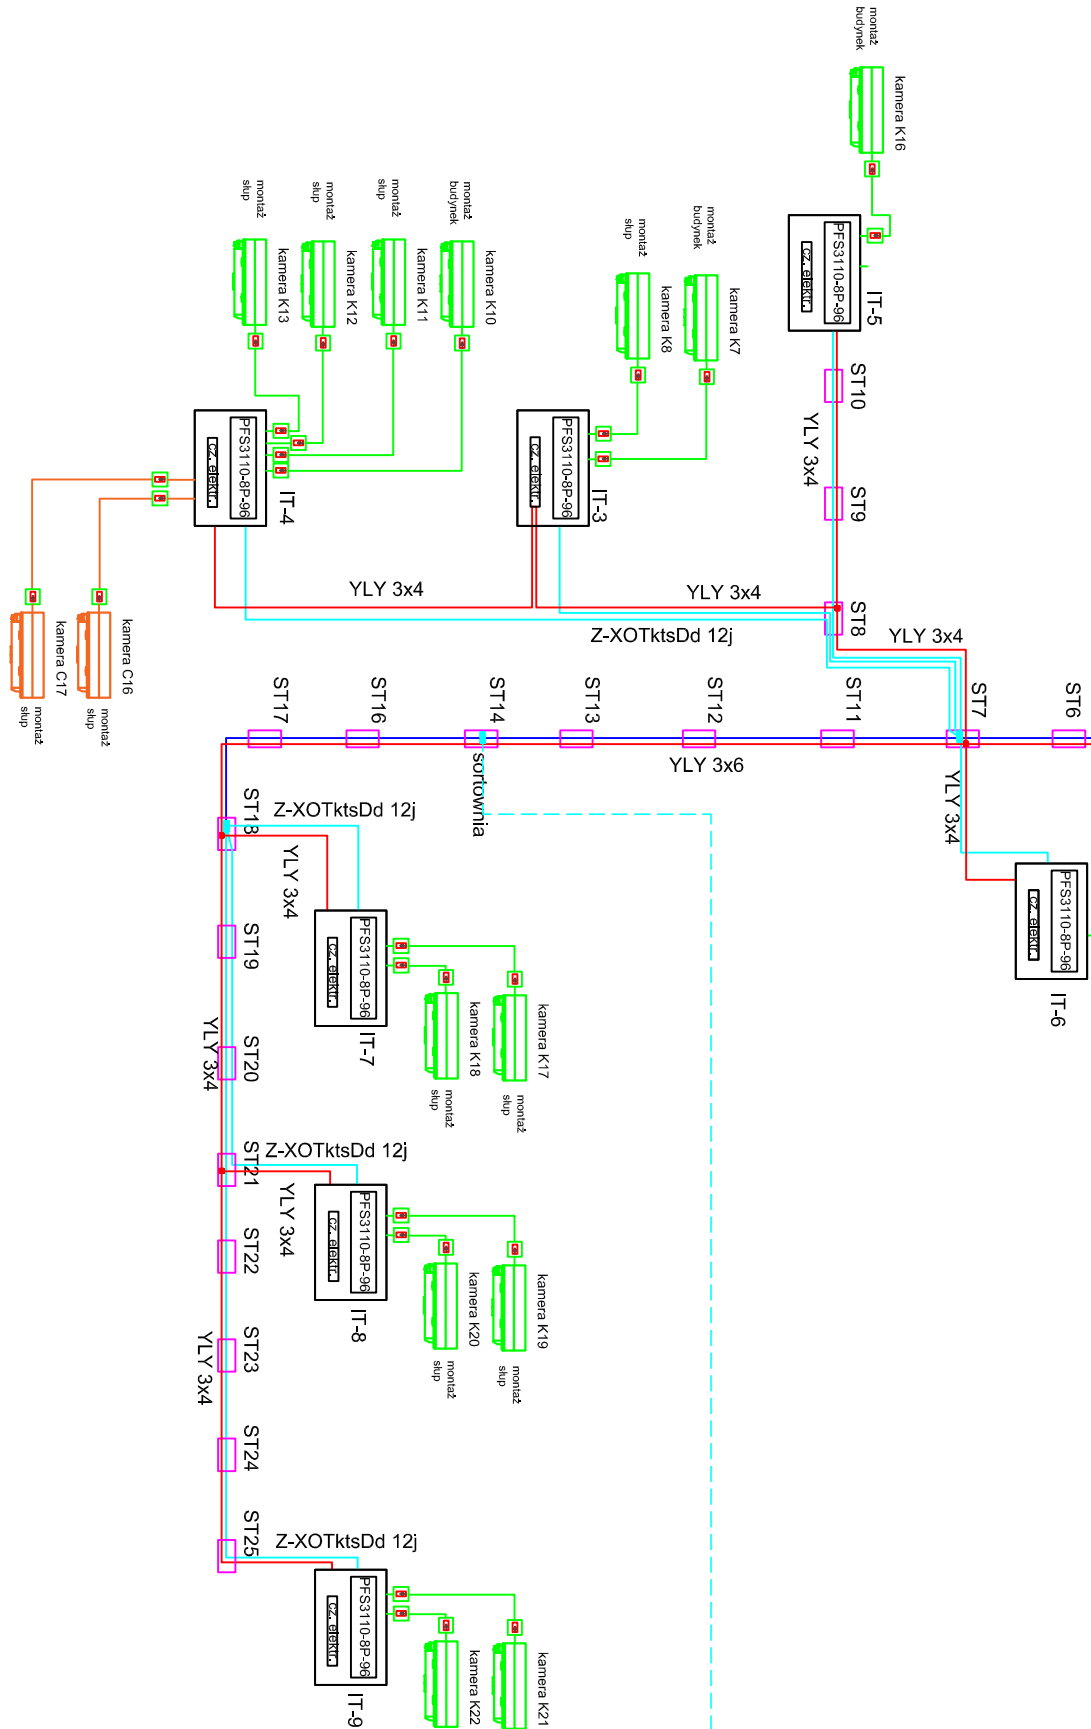 montaż
budynek
kamera K16
PFS3110-8P-96
cz. elektr.
IT-5
ST10
YLY 3x4
ST9
ST8
montaż
słup
kamera K13
montaż
słup
kamera K12
montaż
słup
kamera K11
montaż
budynek
kamera K10
montaż
słup
kamera K8
montaż
budynek
kamera K7
PFS3110-8P-96
cz. elektr.
IT-4
PFS3110-8P-96
cz. elektr.
IT-3
YLY 3x4
YLY 3x4
Z-XOTktsDd 12j
YLY 3x4
kamera C17
montaż
słup
kamera C16
montaż
słup
ST17
ST16
ST14
ST13
ST12
ST11
ST7
ST6
sortownia
YLY 3x6
YLY 3x4
PFS3110-8P-96
cz. elektr.
IT-6
ST18
Z-XOTktsDd 12j
YLY 3x4
PFS3110-8P-96
cz. elektr.
IT-7
kamera K18
montaż
słup
kamera K17
montaż
słup
ST19
YLY 3x4
ST20
ST21
Z-XOTktsDd 12j
YLY 3x4
PFS3110-8P-96
cz. elektr.
IT-8
kamera K20
montaż
słup
kamera K19
montaż
słup
ST22
YLY 3x4
ST23
ST24
ST25
Z-XOTktsDd 12j
PFS3110-8P-96
cz. elektr.
IT-9
kamera K22
kamera K21